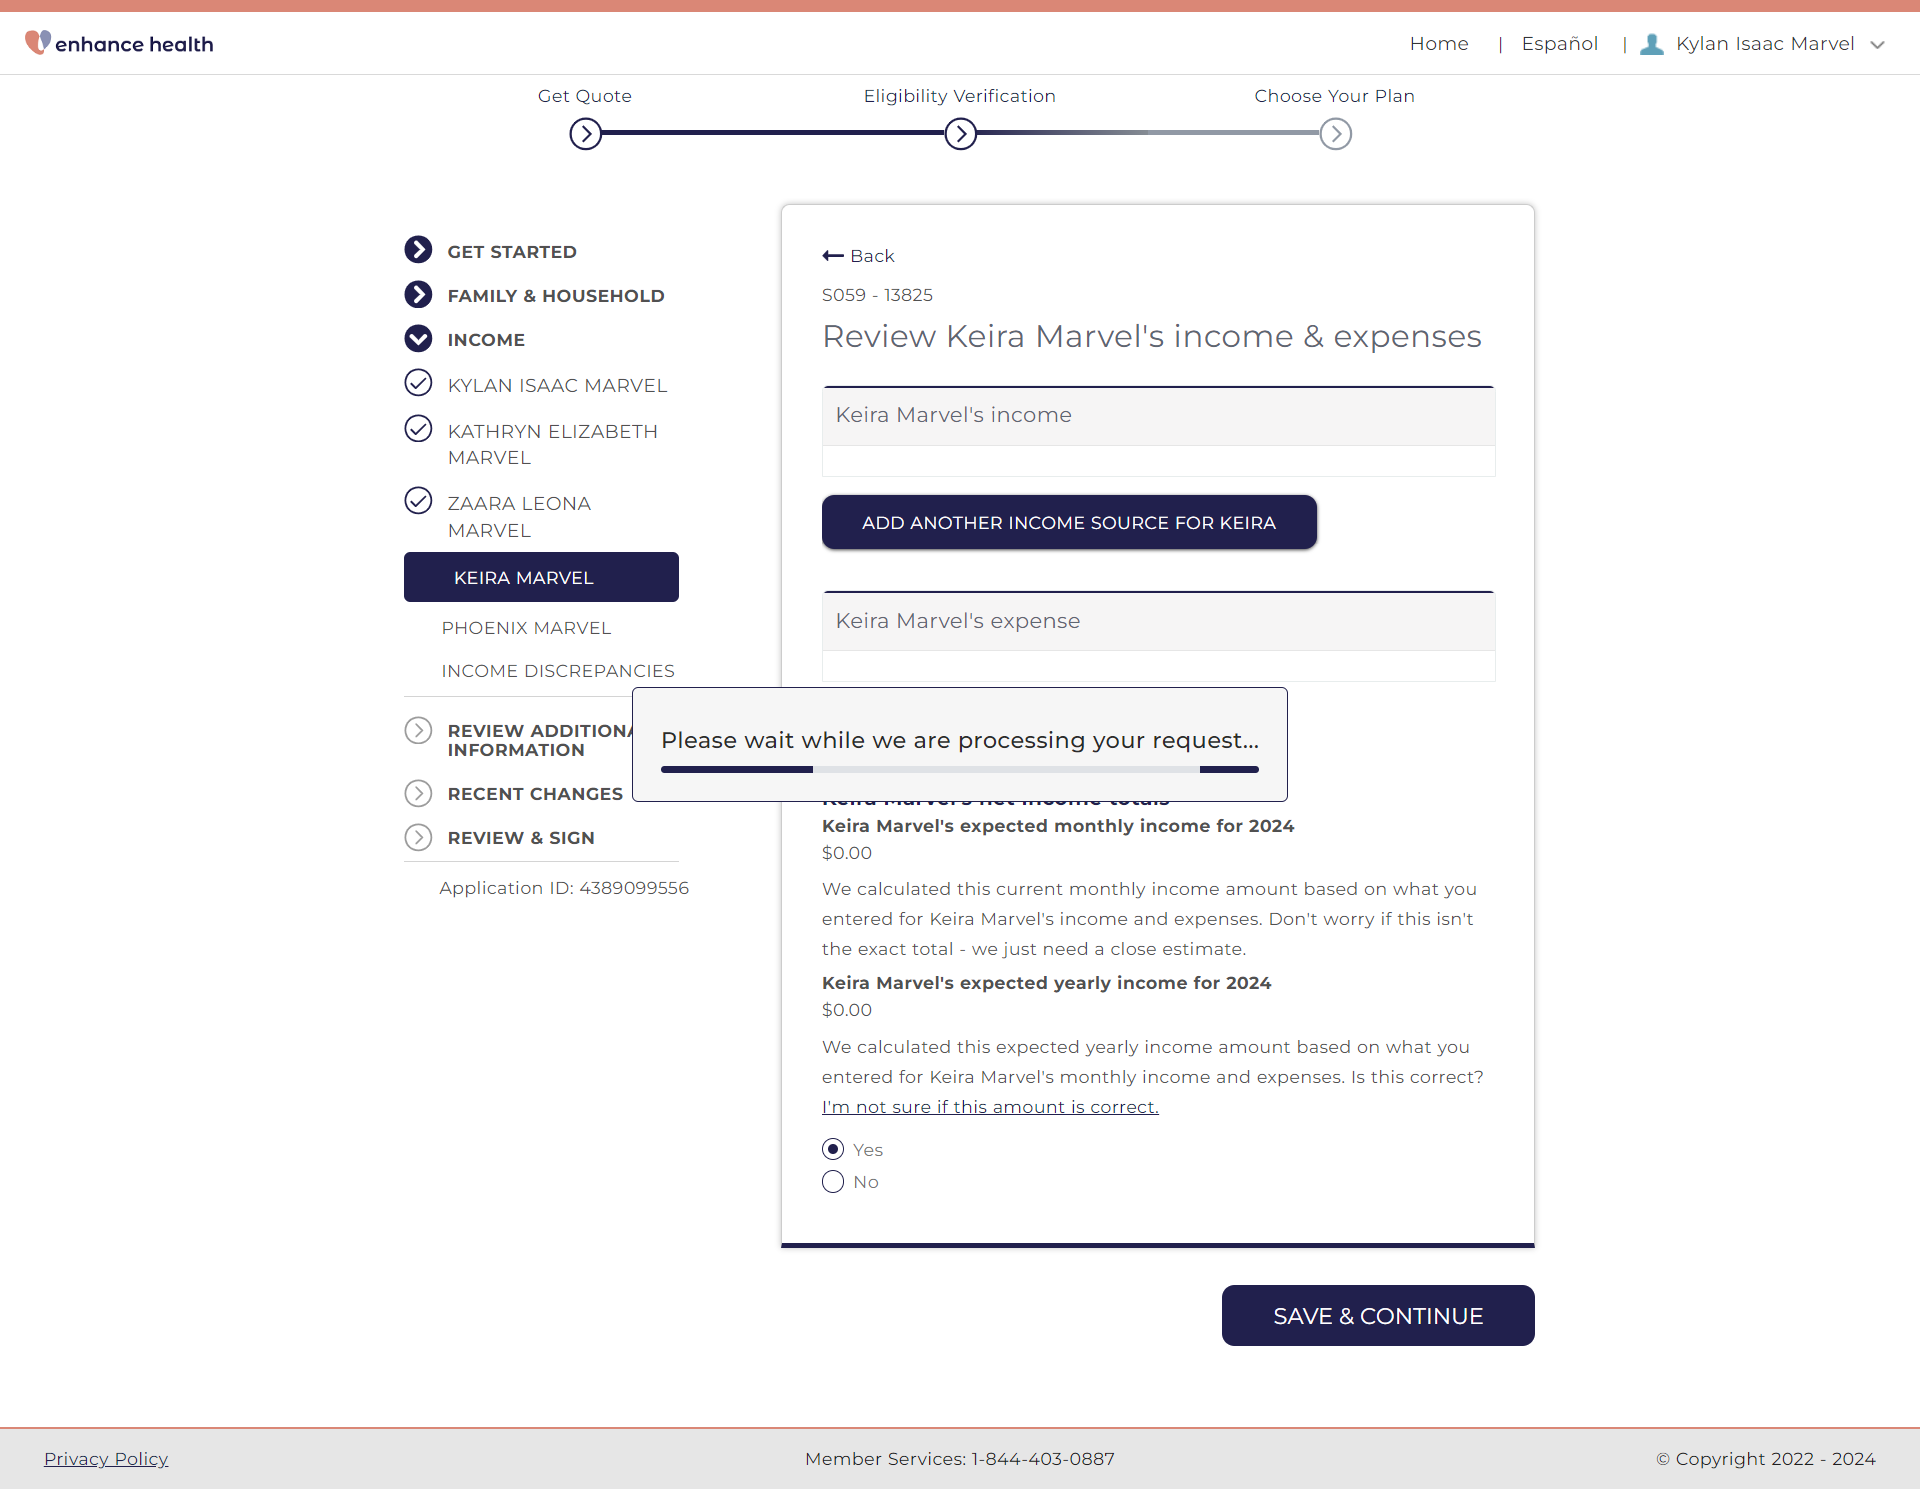 enhance health
Home | Español | Kylan Isaac Marvel
Get Quote
Eligibility Verification
Choose Your Plan
GET STARTED
FAMILY & HOUSEHOLD
INCOME
KYLAN ISAAC MARVEL
KATHRYN ELIZABETH
MARVEL
ZAARA LEONA
MARVEL
KEIRA MARVEL
PHOENIX MARVEL
INCOME DISCREPANCIES
REVIEW ADDITIONA
INFORMATION
RECENT CHANGES
REVIEW & SIGN
Application ID: 4389099556
Back
S059 - 13825
Review Keira Marvel's income & expenses
Keira Marvel's income
ADD ANOTHER INCOME SOURCE FOR KEIRA
Keira Marvel's expense
Please wait while we are processing your request...
Keira Marvel's net income totals
Keira Marvel's expected monthly income for 2024
$0.00
We calculated this current monthly income amount based on what you
entered for Keira Marvel's income and expenses. Don't worry if this isn't
the exact total - we just need a close estimate.
Keira Marvel's expected yearly income for 2024
$0.00
We calculated this expected yearly income amount based on what you
entered for Keira Marvel's monthly income and expenses. Is this correct?
I'm not sure if this amount is correct.
Yes
No
SAVE & CONTINUE
Privacy Policy
Member Services: 1-844-403-0887
© Copyright 2022 - 2024